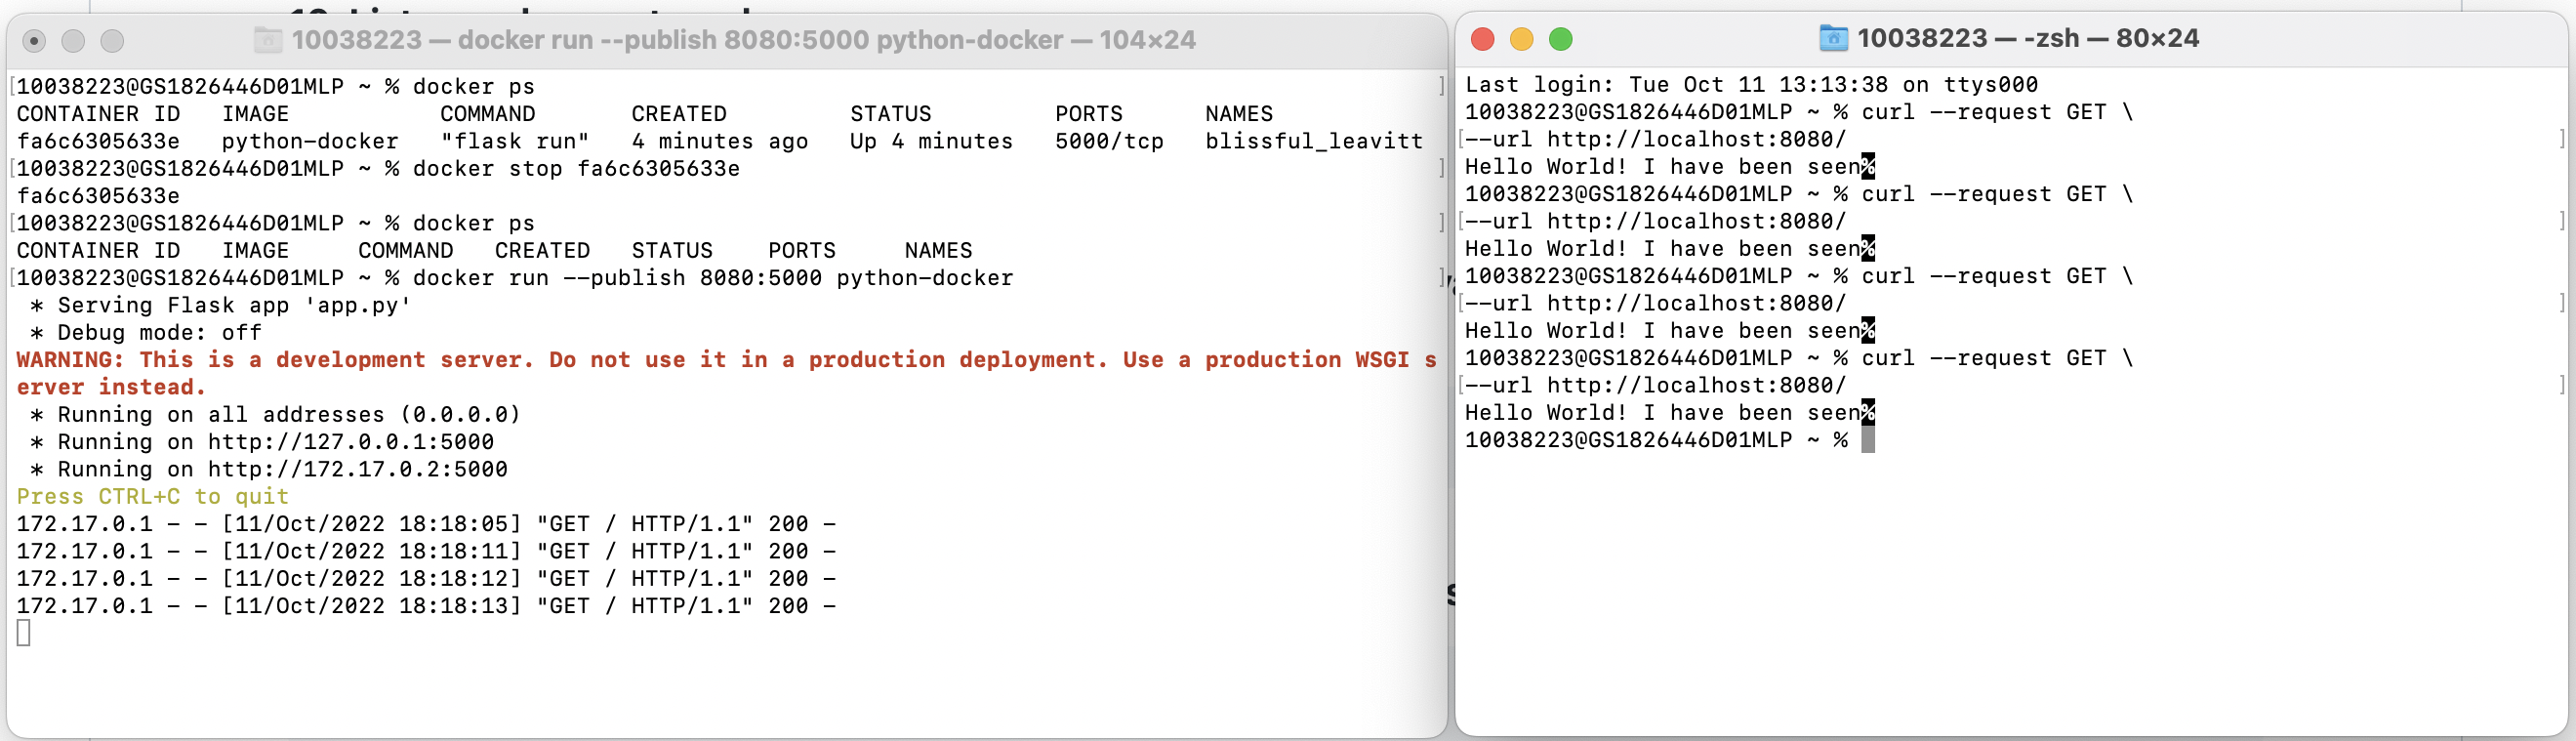 10038223 — docker run --publish 8080:5000 python-docker — 104×24
[10038223@GS1826446D01MLP ~ % docker ps ]
CONTAINER ID   IMAGE           COMMAND       CREATED         STATUS         PORTS      NAMES
fa6c6305633e   python-docker   "flask run"   4 minutes ago   Up 4 minutes   5000/tcp   blissful_leavitt
[10038223@GS1826446D01MLP ~ % docker stop fa6c6305633e ]
fa6c6305633e
[10038223@GS1826446D01MLP ~ % docker ps ]
CONTAINER ID   IMAGE     COMMAND   CREATED   STATUS    PORTS     NAMES
[10038223@GS1826446D01MLP ~ % docker run --publish 8080:5000 python-docker ]
 * Serving Flask app 'app.py'
 * Debug mode: off
WARNING: This is a development server. Do not use it in a production deployment. Use a production WSGI s
erver instead.
 * Running on all addresses (0.0.0.0)
 * Running on http://127.0.0.1:5000
 * Running on http://172.17.0.2:5000
Press CTRL+C to quit
172.17.0.1 - - [11/Oct/2022 18:18:05] "GET / HTTP/1.1" 200 -
172.17.0.1 - - [11/Oct/2022 18:18:11] "GET / HTTP/1.1" 200 -
172.17.0.1 - - [11/Oct/2022 18:18:12] "GET / HTTP/1.1" 200 -
172.17.0.1 - - [11/Oct/2022 18:18:13] "GET / HTTP/1.1" 200 -
10038223 — -zsh — 80×24
Last login: Tue Oct 11 13:13:38 on ttys000
10038223@GS1826446D01MLP ~ % curl --request GET \
[--url http://localhost:8080/ ]
Hello World! I have been seen%
10038223@GS1826446D01MLP ~ % curl --request GET \
[--url http://localhost:8080/ ]
Hello World! I have been seen%
10038223@GS1826446D01MLP ~ % curl --request GET \
[--url http://localhost:8080/ ]
Hello World! I have been seen%
10038223@GS1826446D01MLP ~ % curl --request GET \
[--url http://localhost:8080/ ]
Hello World! I have been seen%
10038223@GS1826446D01MLP ~ %